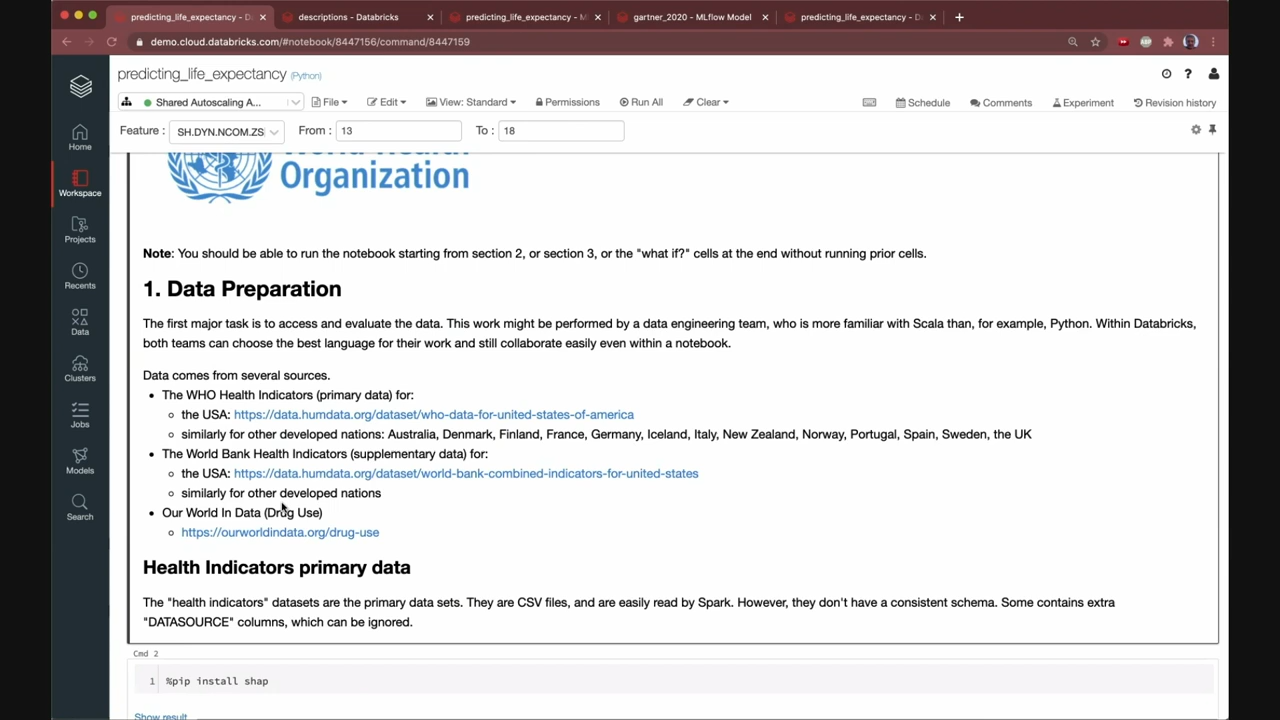 predicting_life_expectancy - D
descriptions - Databricks
predicting_life_expectancy - M
gartner_2020 - MLflow Model
predicting_life_expectancy - D
demo.cloud.databricks.com/#notebook/8447156/command/8447159
predicting_life_expectancy (Python)
Shared Autoscaling A...
File
Edit
View: Standard
Permissions
Run All
Clear
Schedule
Comments
Experiment
Revision history
Feature :
SH.DYN.NCOM.ZS
From : 13
To : 18
Home
Workspace
Projects
Recents
Data
Clusters
Jobs
Models
Search
Organization
Note: You should be able to run the notebook starting from section 2, or section 3, or the "what if?" cells at the end without running prior cells.
1. Data Preparation
The first major task is to access and evaluate the data. This work might be performed by a data engineering team, who is more familiar with Scala than, for example, Python. Within Databricks,
both teams can choose the best language for their work and still collaborate easily even within a notebook.
Data comes from several sources.
• The WHO Health Indicators (primary data) for:
the USA: https://data.humdata.org/dataset/who-data-for-united-states-of-america
similarly for other developed nations: Australia, Denmark, Finland, France, Germany, Iceland, Italy, New Zealand, Norway, Portugal, Spain, Sweden, the UK
• The World Bank Health Indicators (supplementary data) for:
the USA: https://data.humdata.org/dataset/world-bank-combined-indicators-for-united-states
similarly for other developed nations
• Our World In Data (Drug Use)
https://ourworldindata.org/drug-use
Health Indicators primary data
The "health indicators" datasets are the primary data sets. They are CSV files, and are easily read by Spark. However, they don't have a consistent schema. Some contains extra
"DATASOURCE" columns, which can be ignored.
Cmd 2
1 %pip install shap
Show result